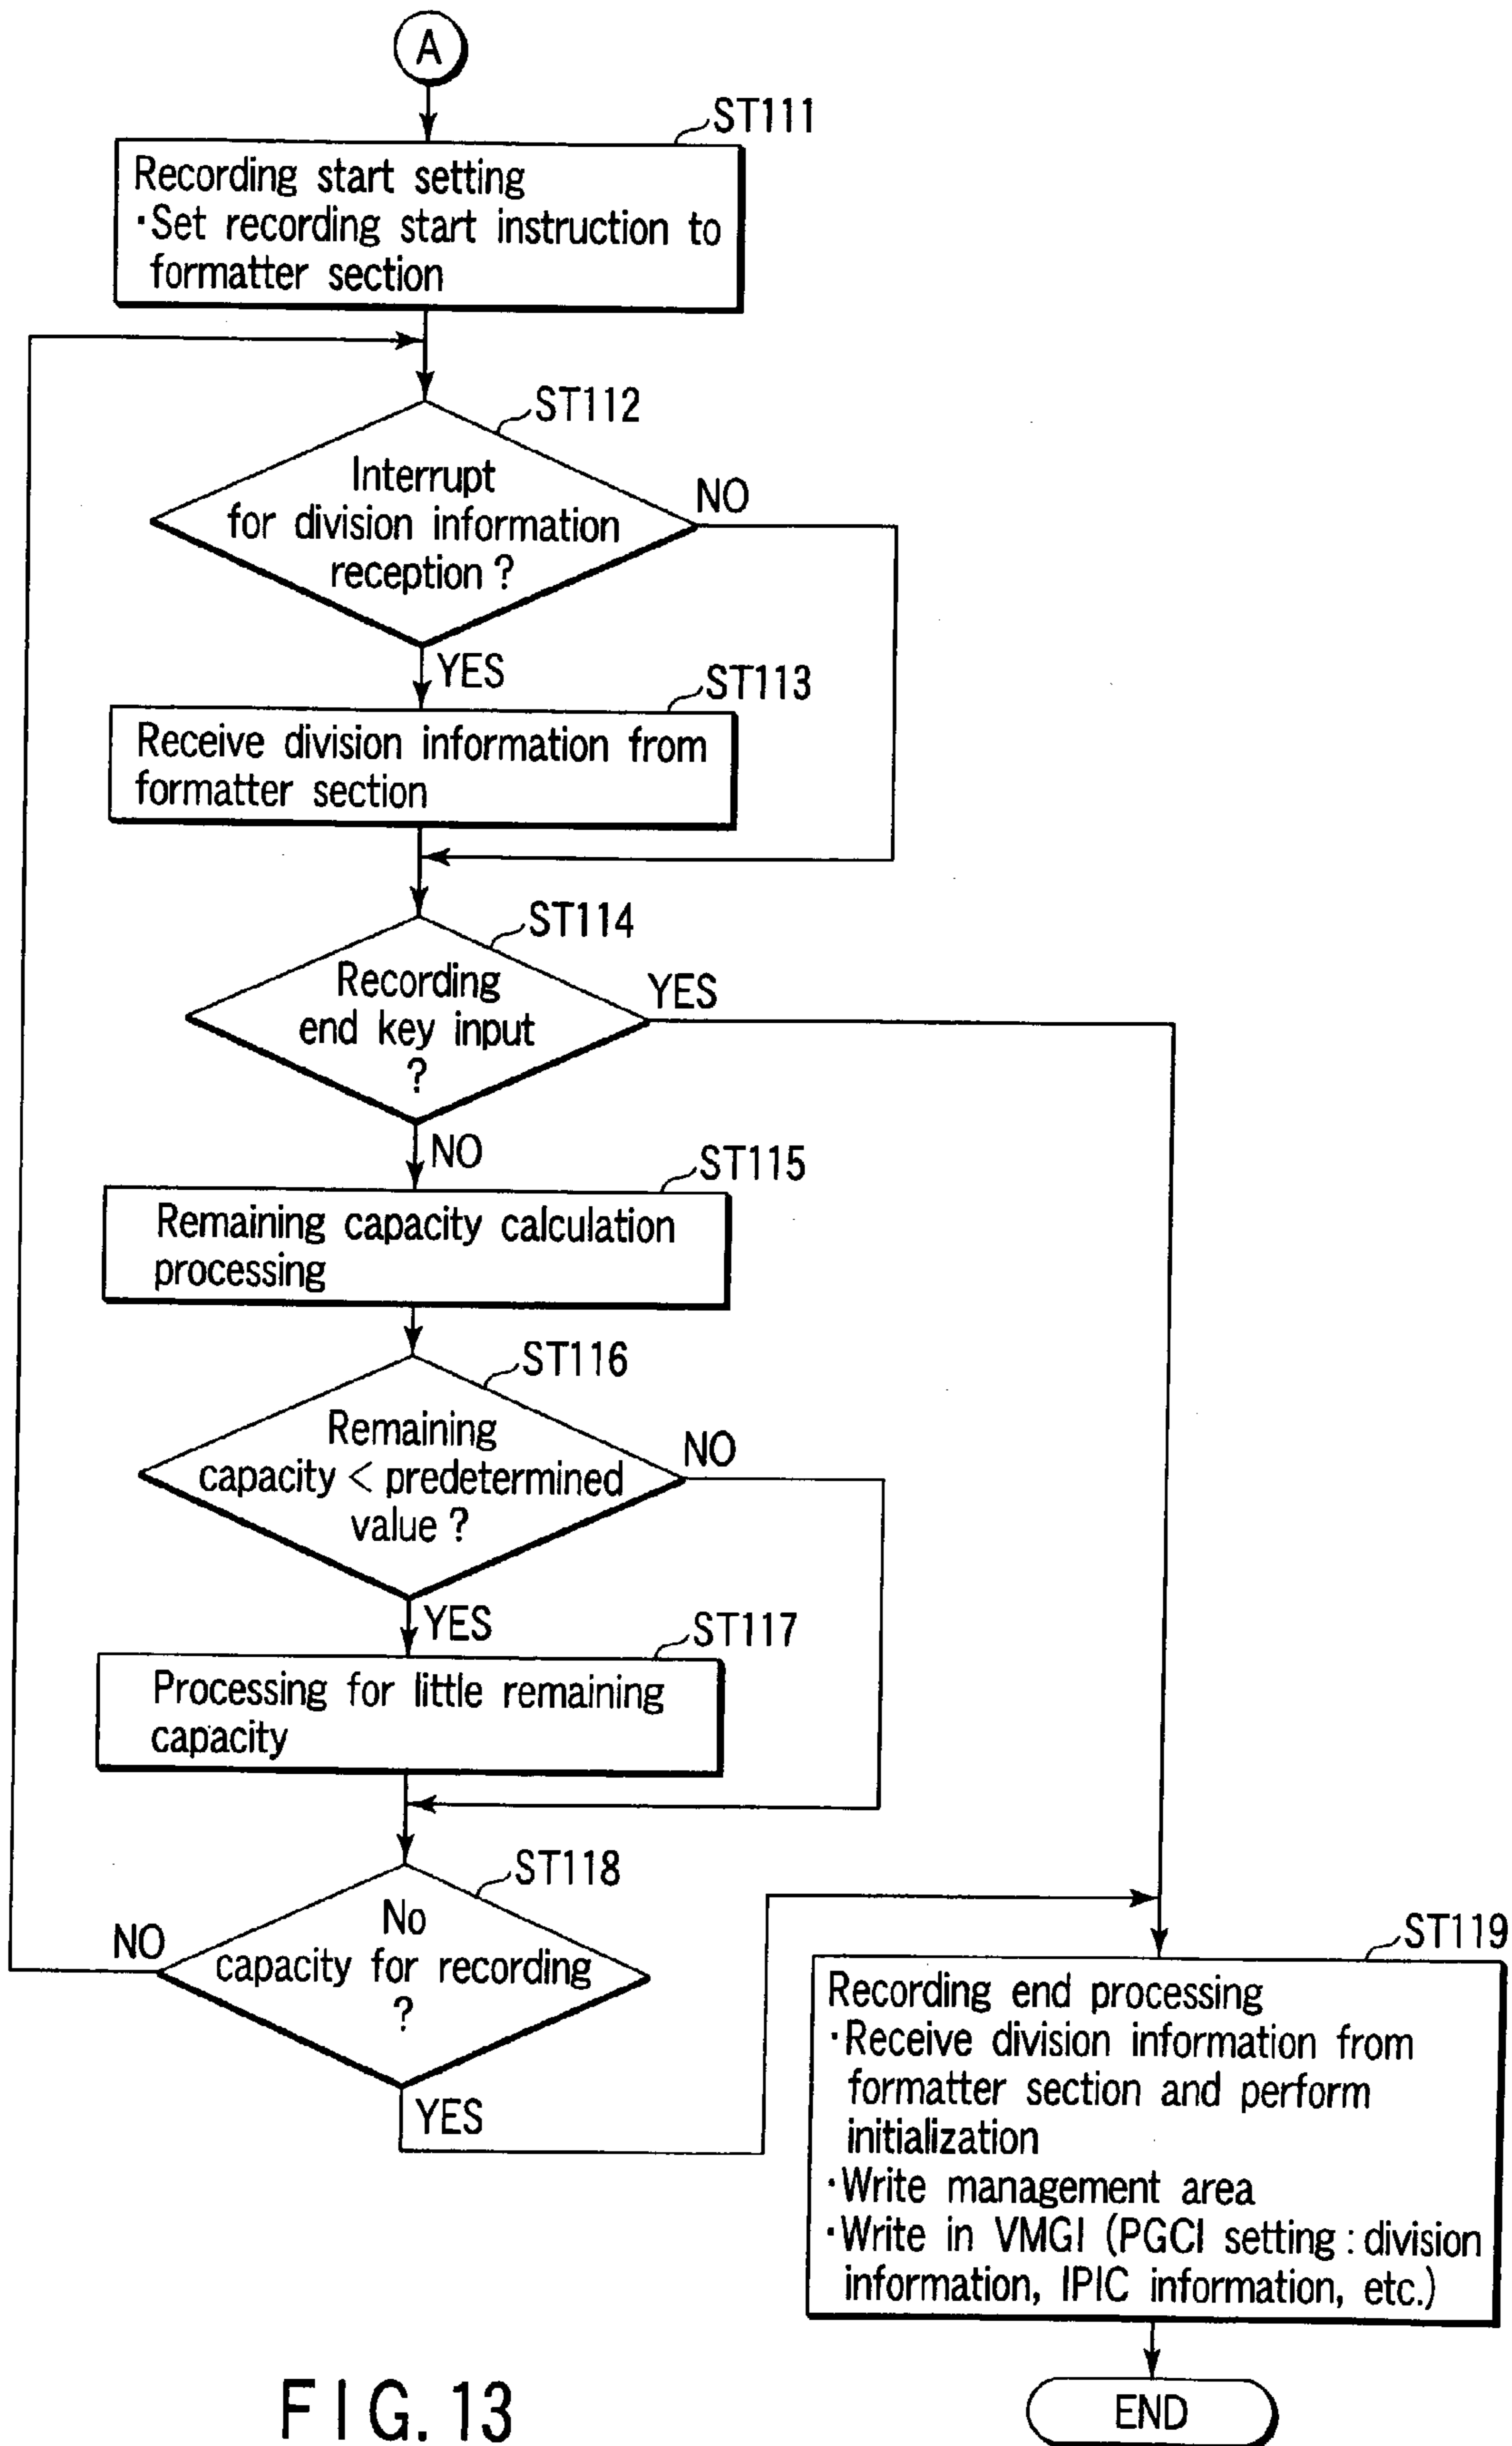 A
ST111
Recording start setting
·Set recording start instruction to
formatter section
ST112
Interrupt
for division information
reception?
NO
YES
ST113
Receive division information from
formatter section
ST114
Recording
end key input
?
YES
NO
ST115
Remaining capacity calculation
processing
ST116
Remaining
capacity < predetermined
value?
NO
YES
ST117
Processing for little remaining
capacity
ST118
No
capacity for recording
?
NO
YES
ST119
Recording end processing
·Receive division information from
formatter section and perform
initialization
·Write management area
·Write in VMGI (PGCI setting : division
information, IPIC information, etc.)
END
FIG. 13